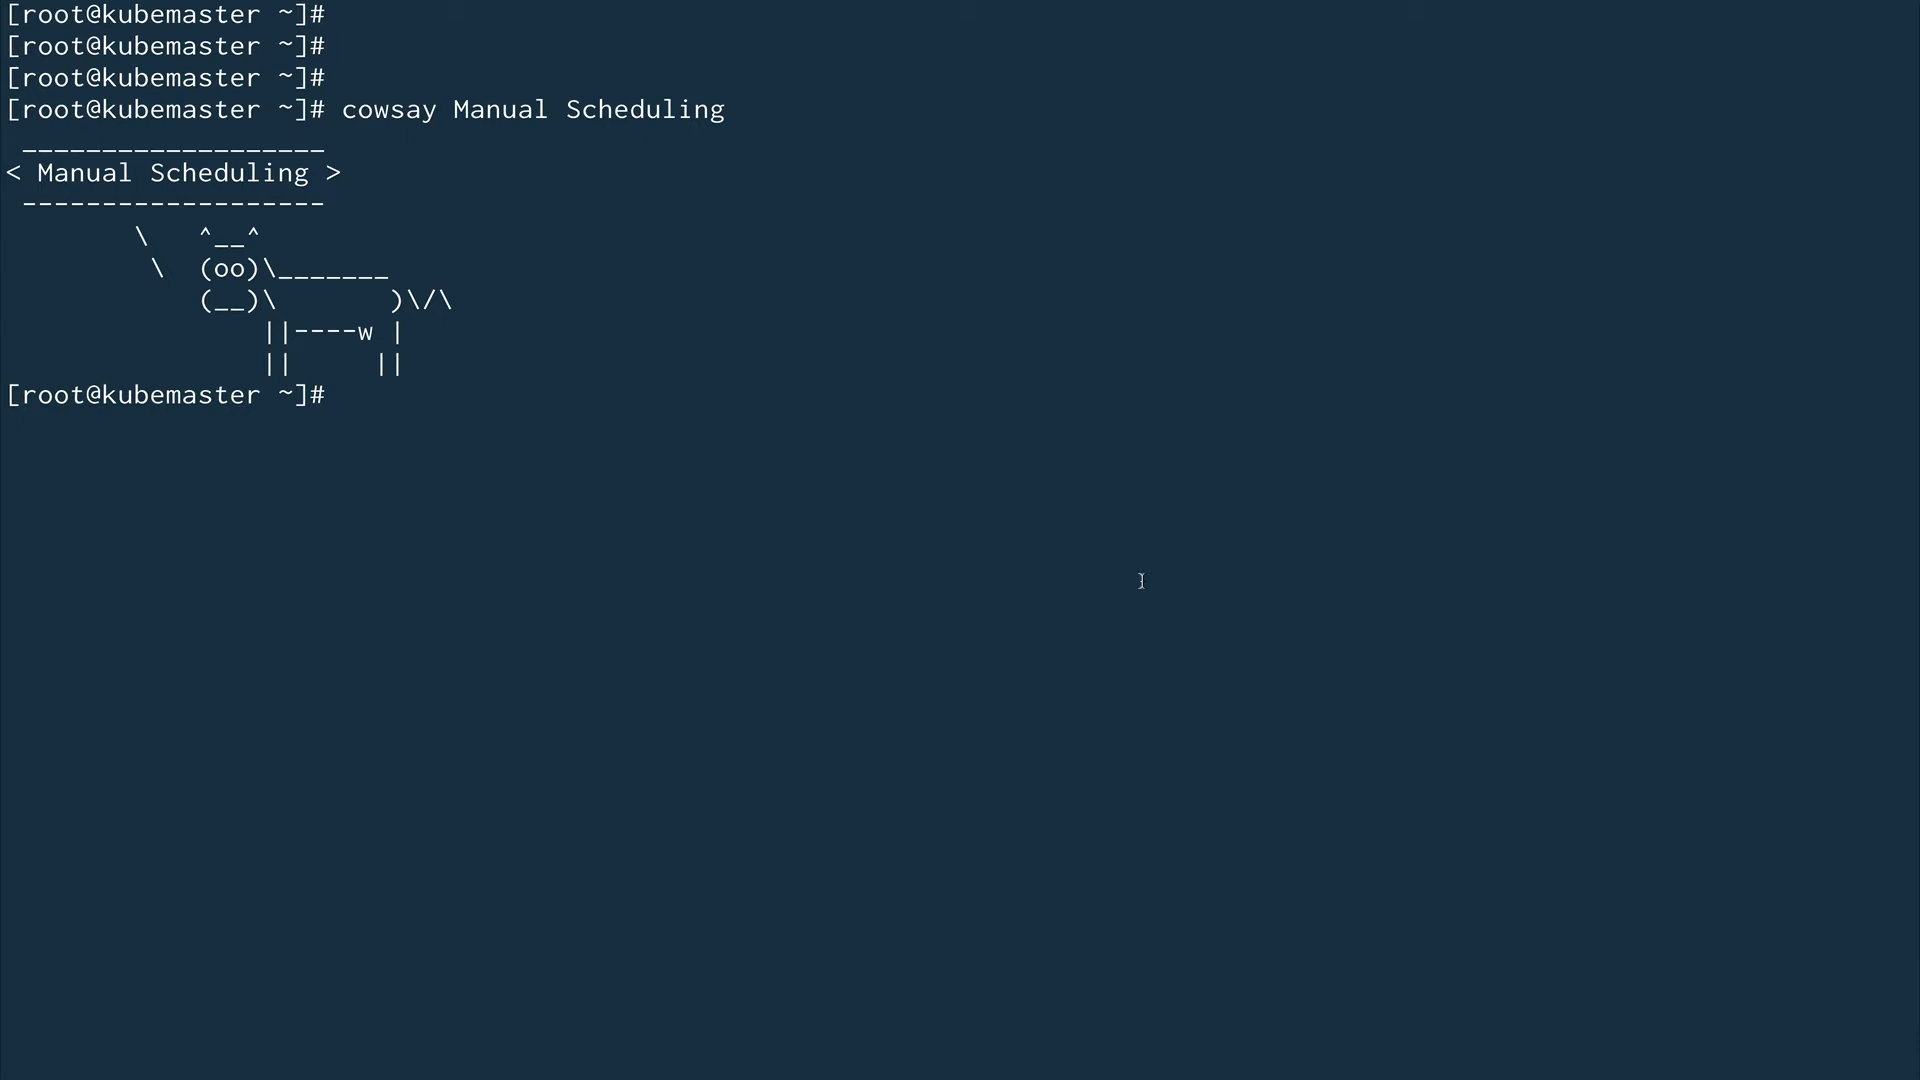 [root@kubemaster ~]#
[root@kubemaster ~]#
[root@kubemaster ~]#
[root@kubemaster ~]# cowsay Manual Scheduling
 ___________________
< Manual Scheduling >
 -------------------
        \   ^__^
         \  (oo)\_______
            (__)\       )\/\
                ||----w |
                ||     ||
[root@kubemaster ~]#